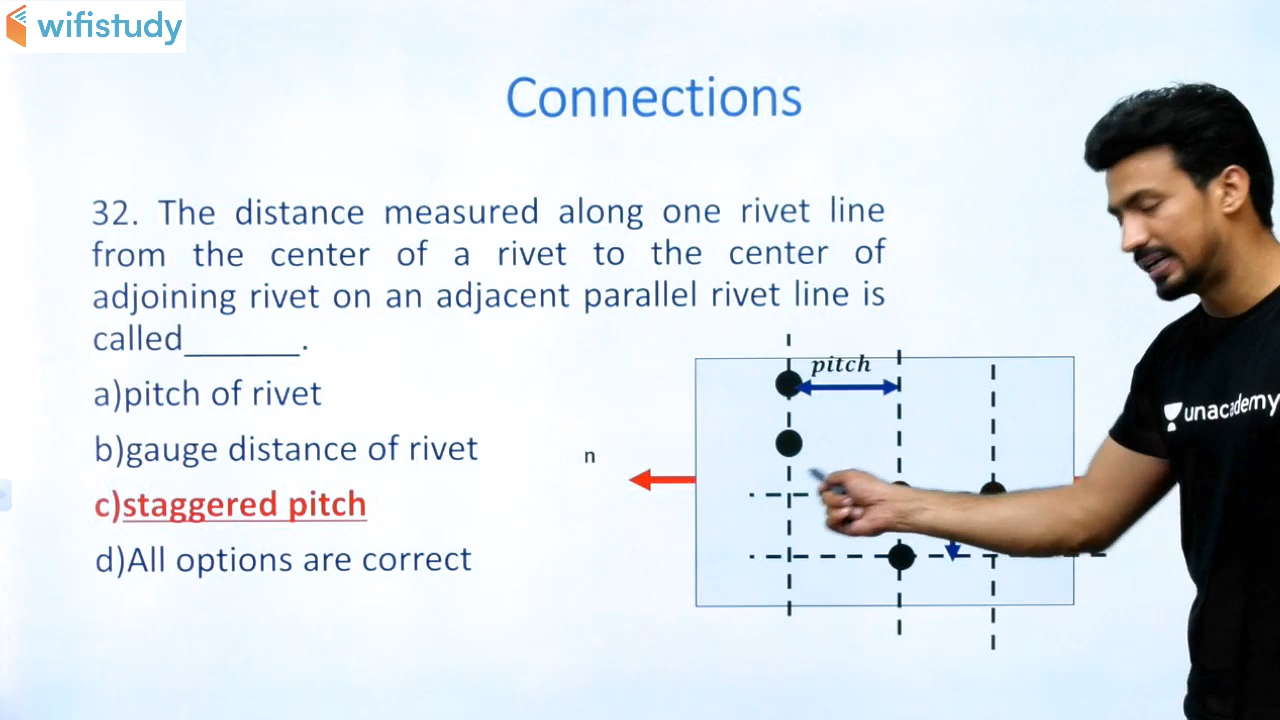 wifistudy
Connections
32. The distance measured along one rivet line
from the center of a rivet to the center of
adjoining rivet on an adjacent parallel rivet line is
called______.
a)pitch of rivet
b)gauge distance of rivet
c)staggered pitch
d)All options are correct
pitch
n
unacademy